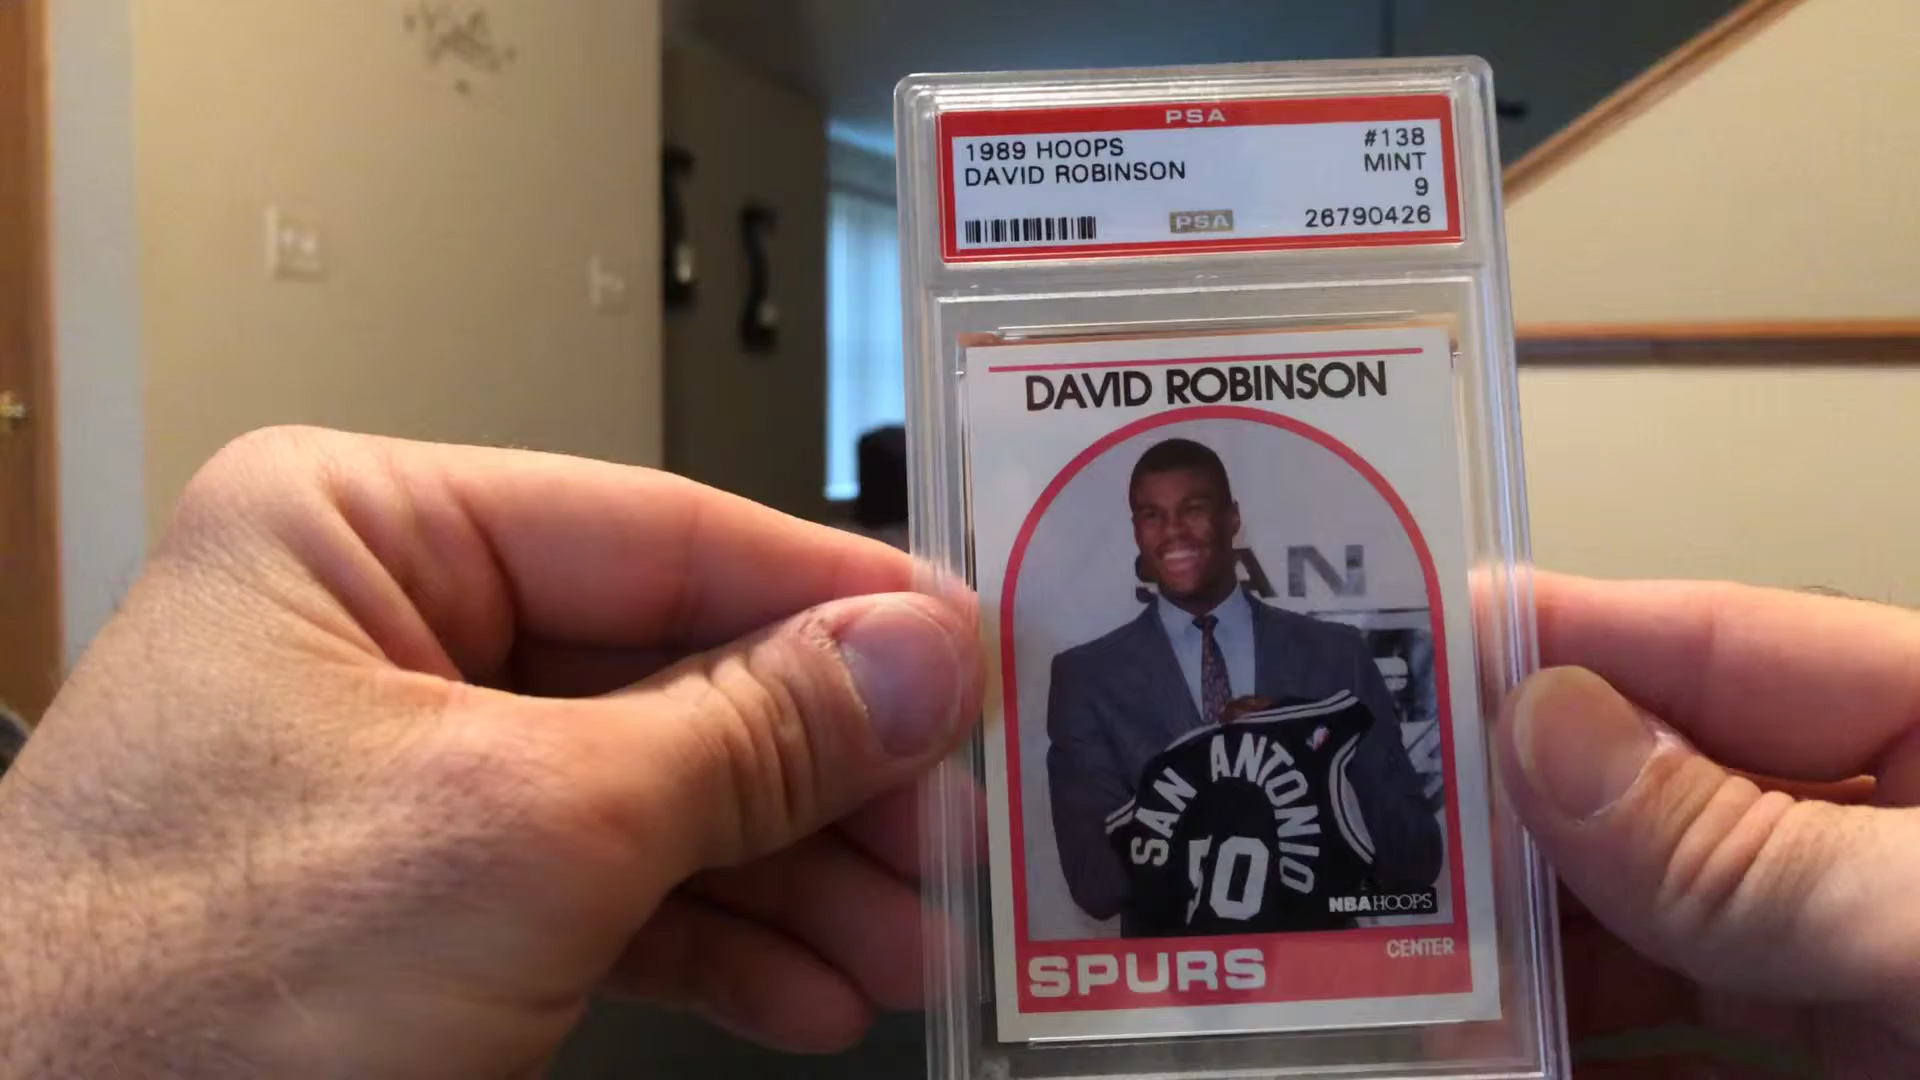 PSA
1989 HOOPS #138
DAVID ROBINSON MINT
9
PSA 26790426
DAVID ROBINSON
SAN
SAN ANTONIO
50
NBA HOOPS
CENTER
SPURS